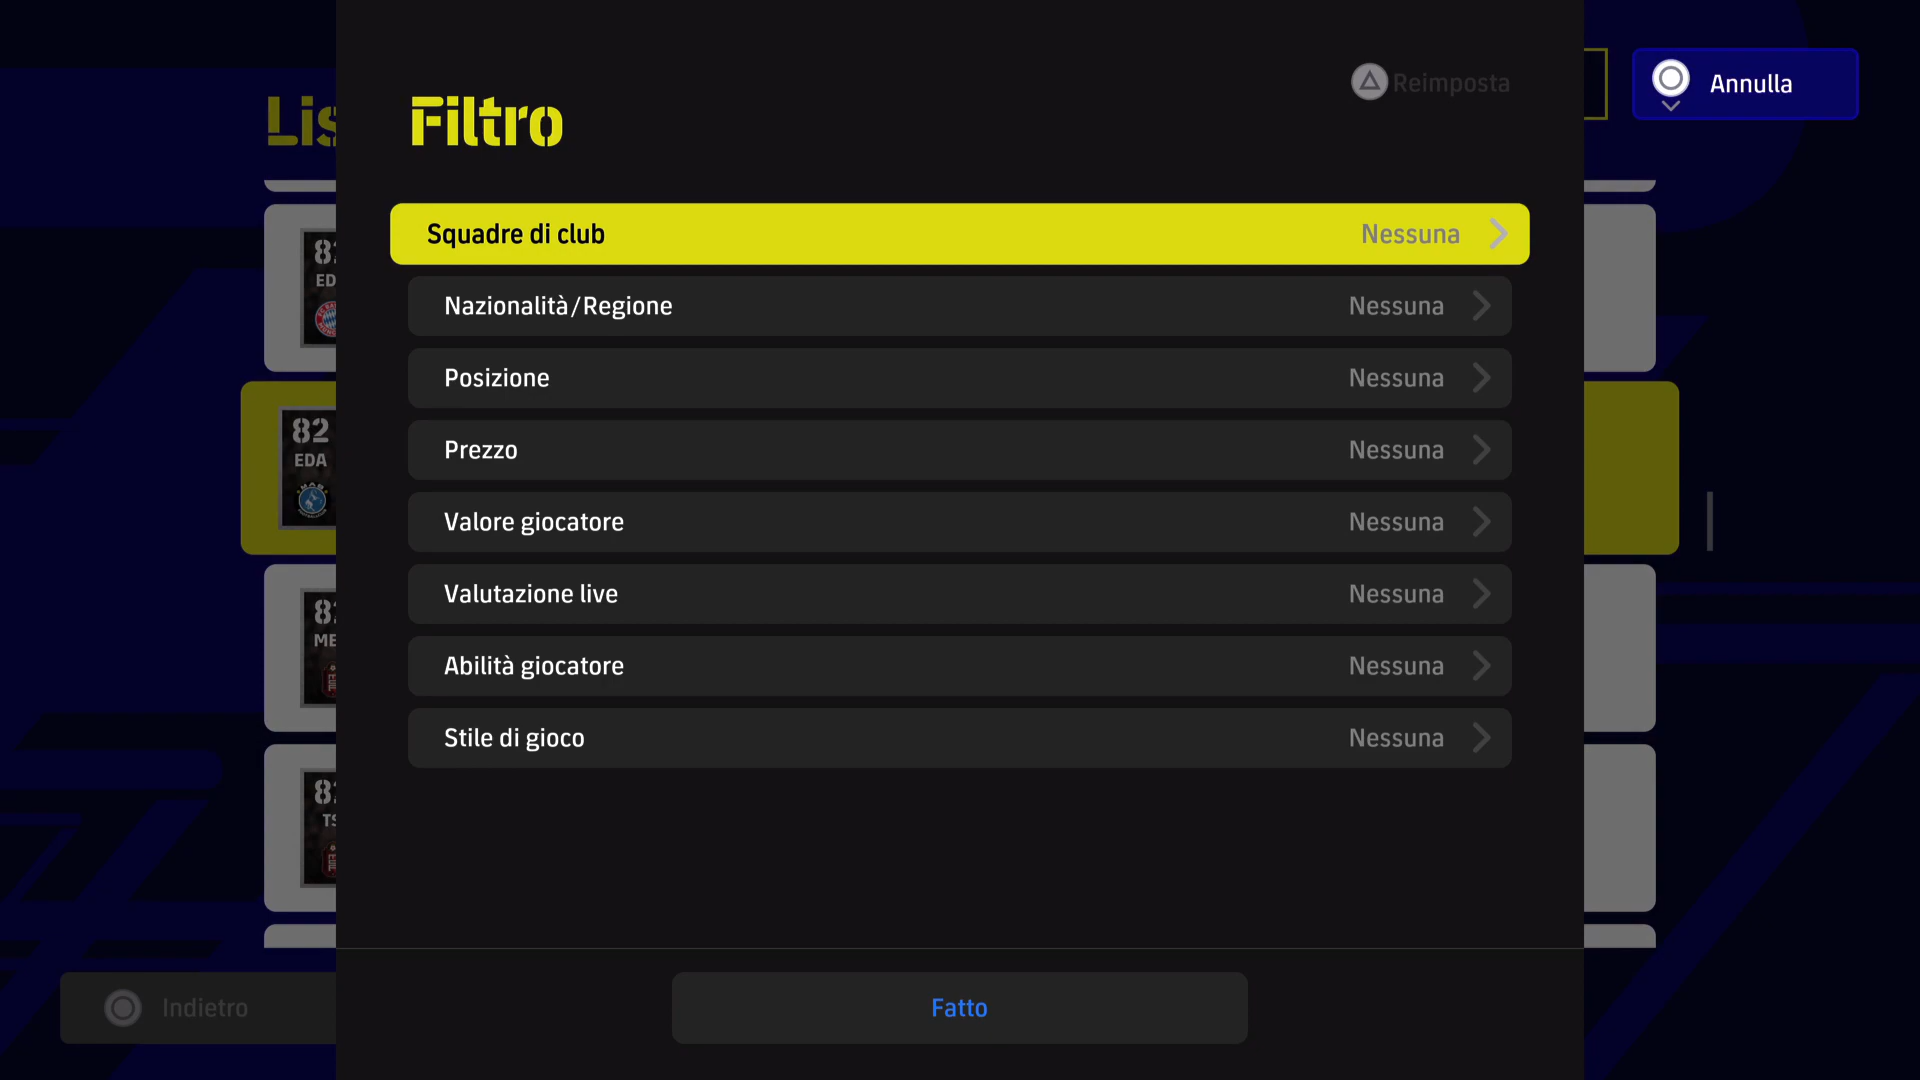 Lis
Filtro
Reimposta
Annulla
Squadre di club Nessuna
Nazionalità/Regione Nessuna
Posizione Nessuna
Prezzo Nessuna
Valore giocatore Nessuna
Valutazione live Nessuna
Abilità giocatore Nessuna
Stile di gioco Nessuna
82
EDA
Indietro
Fatto